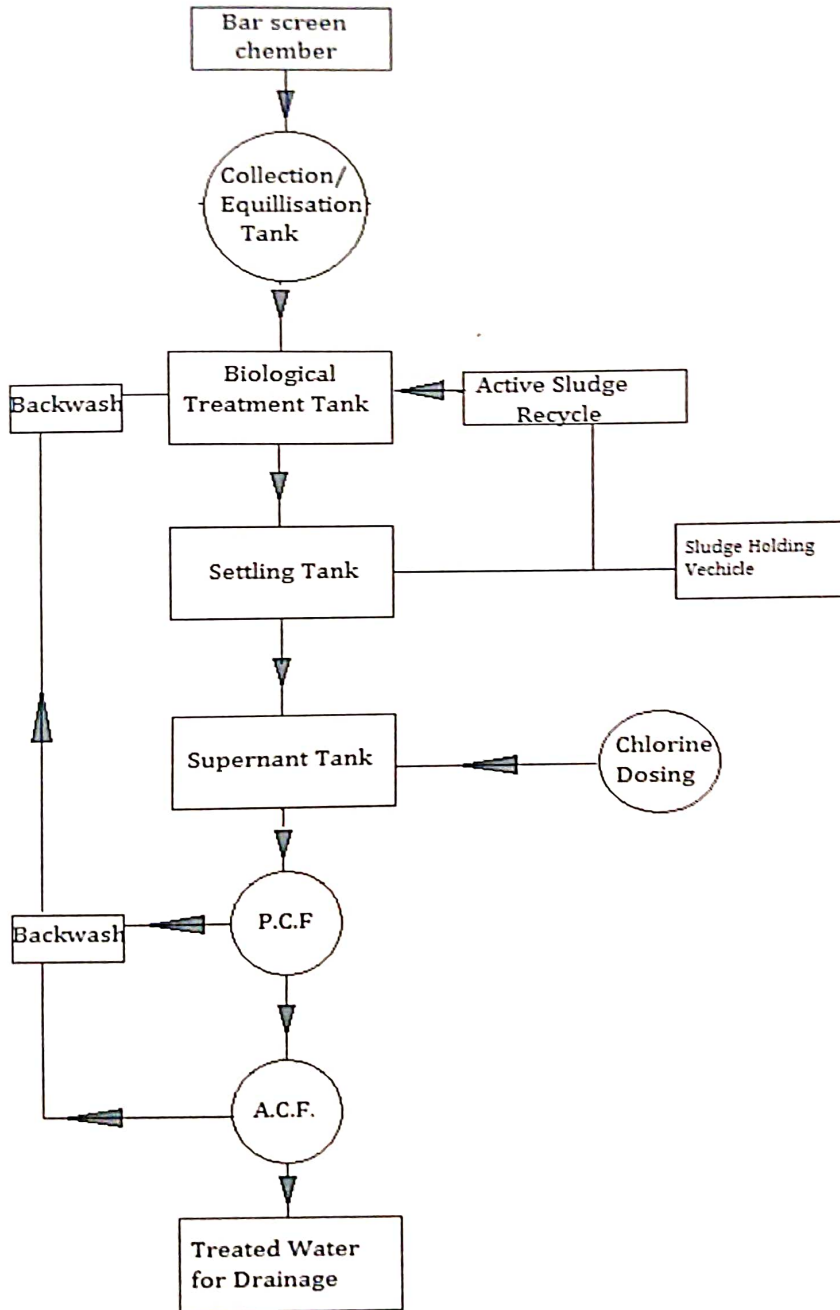 Bar screen
chember
Collection/
Equillisation
Tank
Biological
Treatment Tank
Backwash
Active Sludge
Recycle
Settling Tank
Sludge Holding
Vechicle
Supernant Tank
Chlorine
Dosing
P.C.F
Backwash
A.C.F.
Treated Water
for Drainage